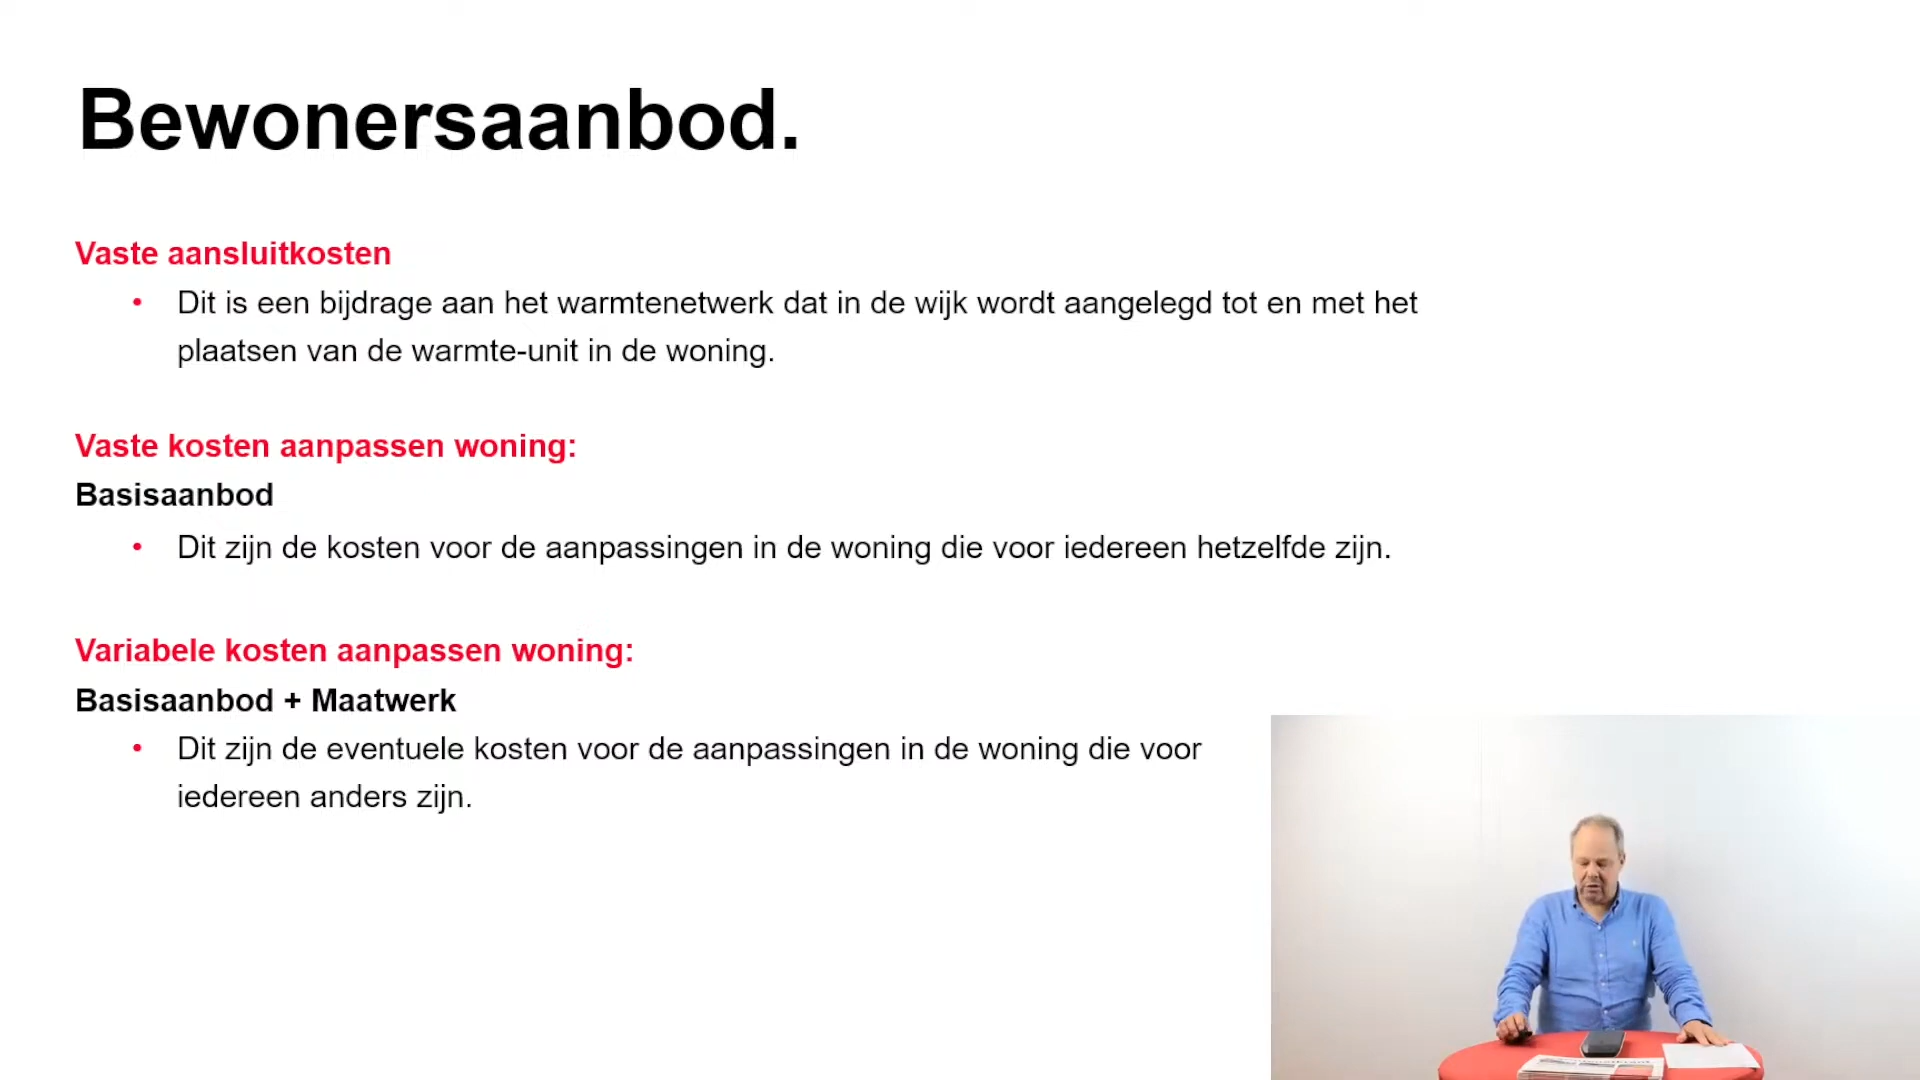 Bewonersaanbod.
Vaste aansluitkosten
• Dit is een bijdrage aan het warmtenetwerk dat in de wijk wordt aangelegd tot en met het
plaatsen van de warmte-unit in de woning.
Vaste kosten aanpassen woning:
Basisaanbod
• Dit zijn de kosten voor de aanpassingen in de woning die voor iedereen hetzelfde zijn.
Variabele kosten aanpassen woning:
Basisaanbod + Maatwerk
• Dit zijn de eventuele kosten voor de aanpassingen in de woning die voor
iedereen anders zijn.